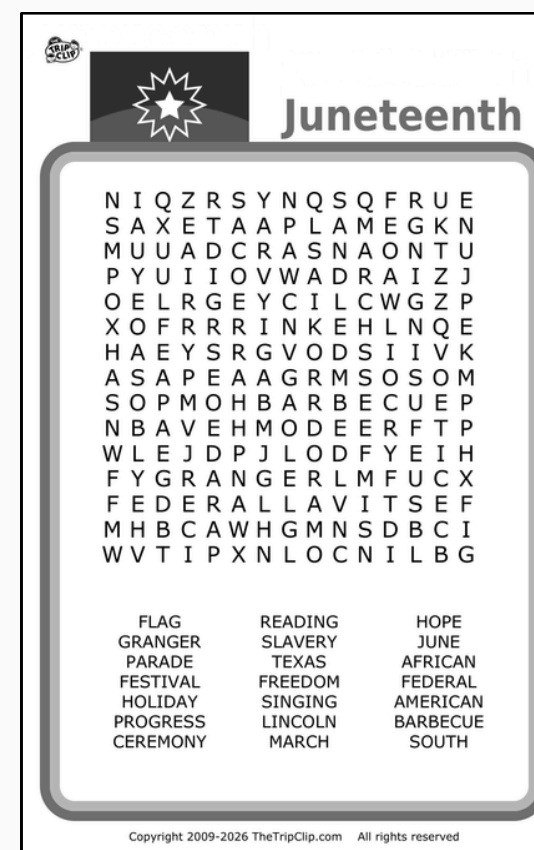 THE
TRIP
CLIP
Juneteenth
N I Q Z R S Y N Q S Q F R U E
S A X E T A A P L A M E G K N
M U U A D C R A S N A O N T U
P Y U I I O V W A D R A I Z J
O E L R G E Y C I L C W G Z P
X O F R R R I N K E H L N Q E
H A E Y S R G V O D S I I V K
A S A P E A A G R M S O S O M
S O P M O H B A R B E C U E P
N B A V E H M O D E E R F T P
W L E J D P J L O D F Y E I H
F Y G R A N G E R L M F U C X
F E D E R A L L A V I T S E F
M H B C A W H G M N S D B C I
W V T I P X N L O C N I L B G
FLAG READING HOPE
GRANGER SLAVERY JUNE
PARADE TEXAS AFRICAN
FESTIVAL FREEDOM FEDERAL
HOLIDAY SINGING AMERICAN
PROGRESS LINCOLN BARBECUE
CEREMONY MARCH SOUTH
Copyright 2009-2026 TheTripClip.com All rights reserved